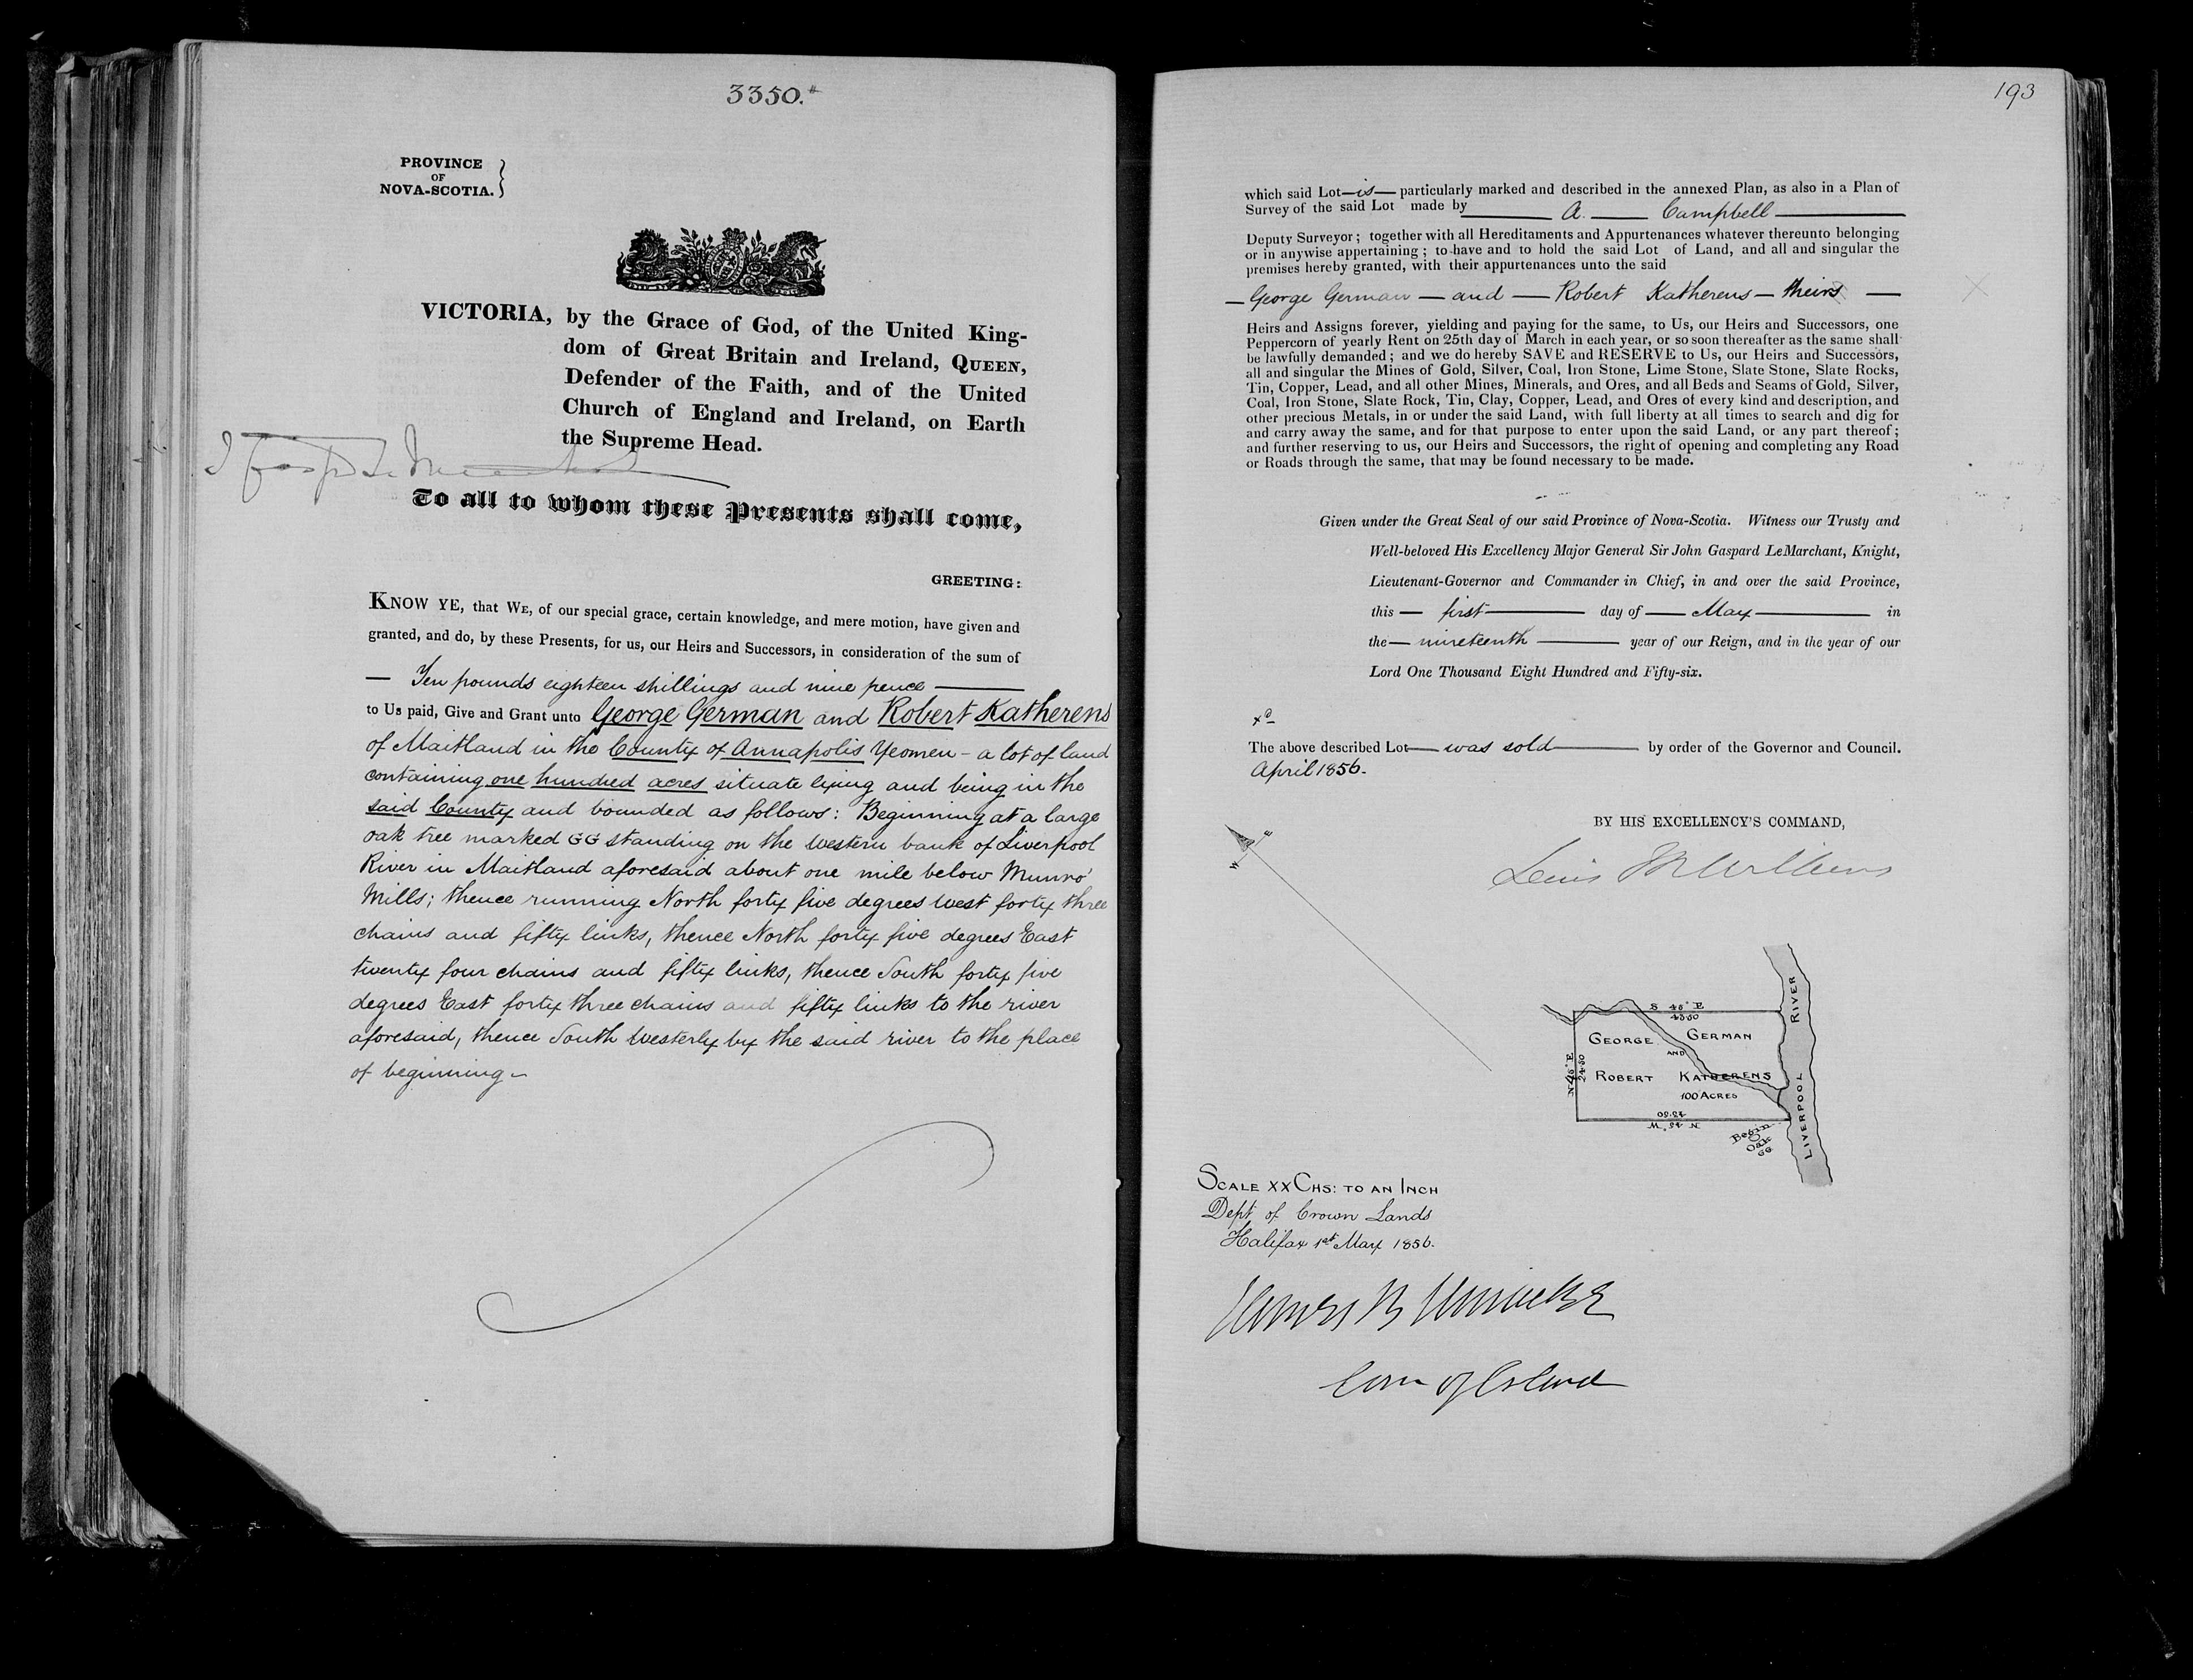 3350.#
PROVINCE
OF
NOVA-SCOTIA.
VICTORIA, by the Grace of God, of the United King-
dom of Great Britain and Ireland, QUEEN,
Defender of the Faith, and of the United
Church of England and Ireland, on Earth
the Supreme Head.
To all to whom these Presents shall come,
GREETING:
KNOW YE, that WE, of our special grace, certain knowledge, and mere motion, have given and
granted, and do, by these Presents, for us, our Heirs and Successors, in consideration of the sum of
— Ten pounds eighteen shillings and nine pence —
to Us paid, Give and Grant unto George German and Robert Katherens
of Maitland in the County of Annapolis Yeomen - a lot of land
containing one hundred acres situate lying and being in the
said County and bounded as follows: Beginning at a large
oak tree marked GG standing on the western bank of Liverpool
River in Maitland aforesaid about one mile below Munro'
Mills; thence running North forty five degrees West forty three
chains and fifty links, thence North forty five degrees East
twenty four chains and fifty links, thence South forty five
degrees East forty three chains and fifty links to the river
aforesaid, thence South Westerly by the said river to the place
of beginning -
193
which said Lot — is — particularly marked and described in the annexed Plan, as also in a Plan of
Survey of the said Lot made by — A. — Campbell —
Deputy Surveyor; together with all Hereditaments and Appurtenances whatever thereunto belonging
or in anywise appertaining; to have and to hold the said Lot of Land, and all and singular the
premises hereby granted, with their appurtenances unto the said
— George German — and — Robert Katherens — theirs —
Heirs and Assigns forever, yielding and paying for the same, to Us, our Heirs and Successors, one
Peppercorn of yearly Rent on 25th day of March in each year, or so soon thereafter as the same shall
be lawfully demanded; and we do hereby SAVE and RESERVE to Us, our Heirs and Successors,
all and singular the Mines of Gold, Silver, Coal, Iron Stone, Lime Stone, Slate Stone, Slate Rocks,
Tin, Copper, Lead, and all other Mines, Minerals, and Ores, and all Beds and Seams of Gold, Silver,
Coal, Iron Stone, Slate Rock, Tin, Clay, Copper, Lead, and Ores of every kind and description, and
other precious Metals, in or under the said Land, with full liberty at all times to search and dig for
and carry away the same, and for that purpose to enter upon the said Land, or any part thereof;
and further reserving to us, our Heirs and Successors, the right of opening and completing any Road
or Roads through the same, that may be found necessary to be made.
Given under the Great Seal of our said Province of Nova-Scotia. Witness our Trusty and
Well-beloved His Excellency Major General Sir John Gaspard LeMarchant, Knight,
Lieutenant-Governor and Commander in Chief, in and over the said Province,
this — first — day of — May — in
the — nineteenth — year of our Reign, and in the year of our
Lord One Thousand Eight Hundred and Fifty-six.
The above described Lot — was sold — by order of the Governor and Council.
April 1856.
BY HIS EXCELLENCY'S COMMAND,
Lewis M Wilkins
W
E
S 45° E
43.50
GEORGE GERMAN
AND
ROBERT KATHERENS
100 ACRES
N 45° E
24.50
43.50
N 45° W
Begin
Oak
GG
LIVERPOOL RIVER
SCALE XX CHS: TO AN INCH
Dept of Crown Lands
Halifax 1st May 1856.
James B Uniacke